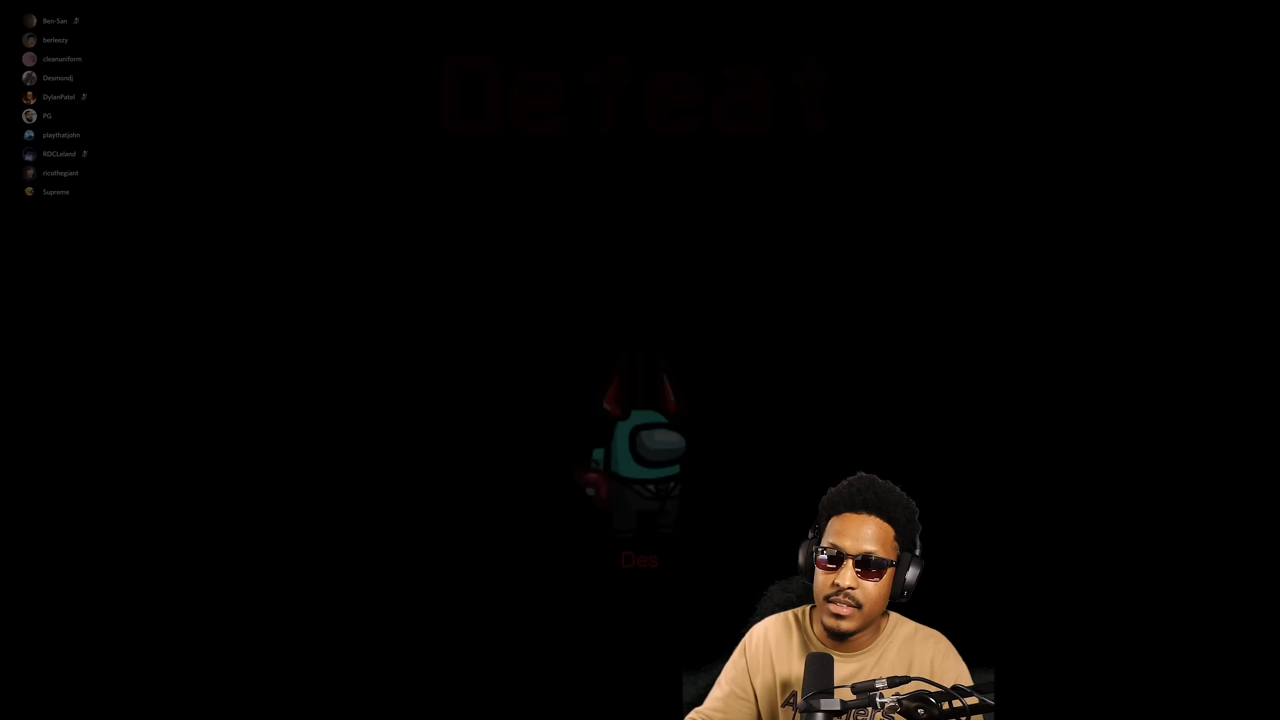 Ben-San
berleezy
cleanuniform
Desmondj
DylanPatel
PG
playthatjohn
RDCLeland
ricothegiant
Supreme
Defeat
Des